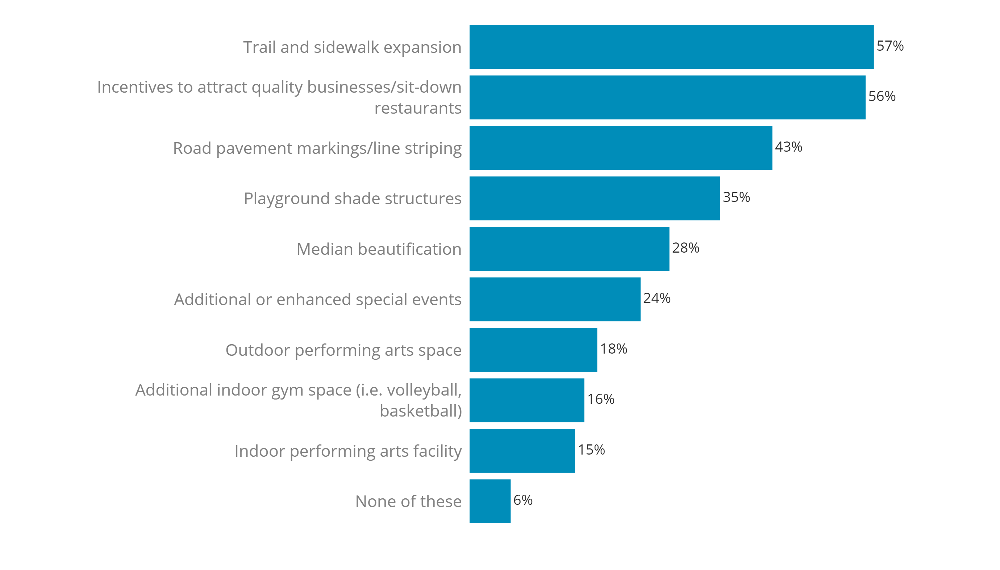 Trail and sidewalk expansion
57%
Incentives to attract quality businesses/sit-down
restaurants
56%
Road pavement markings/line striping
43%
Playground shade structures
35%
Median beautification
28%
Additional or enhanced special events
24%
Outdoor performing arts space
18%
Additional indoor gym space (i.e. volleyball,
basketball)
16%
Indoor performing arts facility
15%
None of these
6%